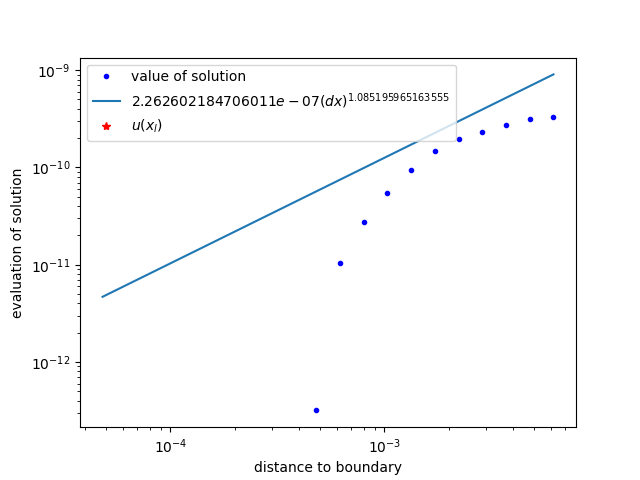 10⁻⁹
value of solution
2.262602184706011e − 07(dx)^1.085195965163555
u(x_l)
10⁻¹⁰
10⁻¹¹
10⁻¹²
evaluation of solution
10⁻⁴ 10⁻³
distance to boundary